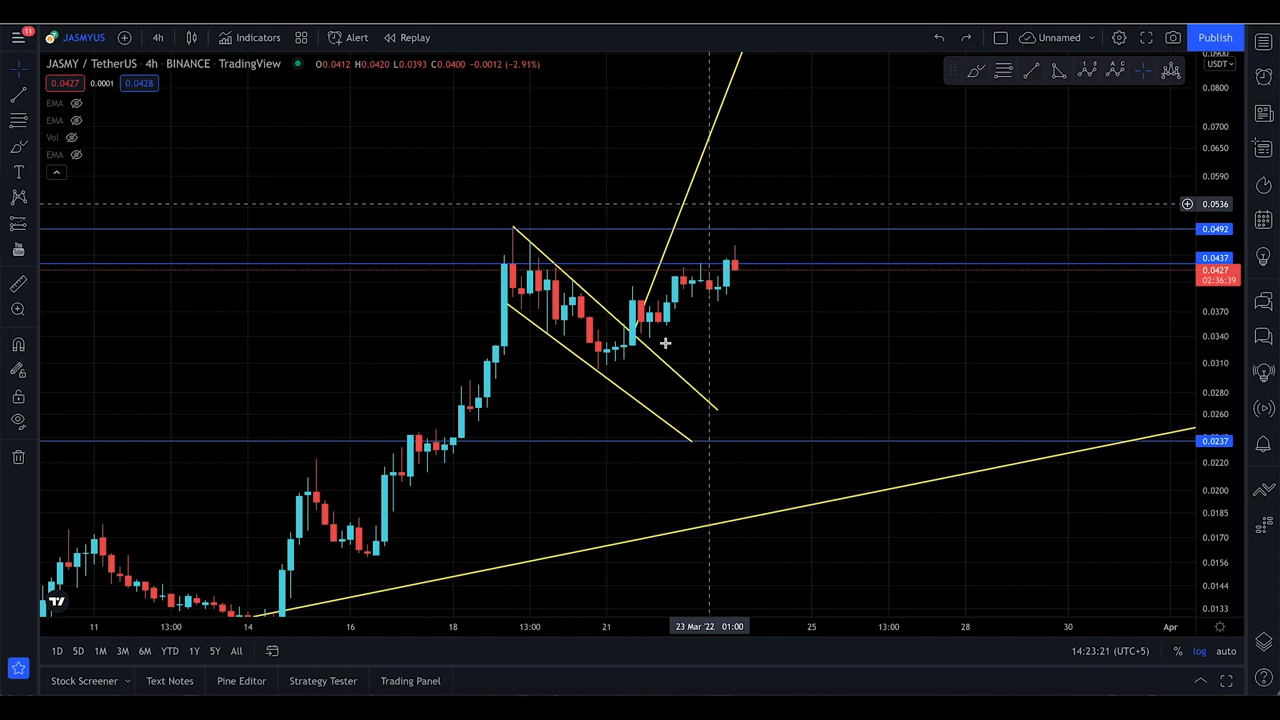 11
JASMYUS 4h Indicators Alert Replay Unnamed Publish
JASMY / TetherUS · 4h · BINANCE · TradingView O0.0412 H0.0420 L0.0393 C0.0400 −0.0012 (−2.91%)
USDT
0.0427 0.0001 0.0428
EMA
EMA
Vol
EMA
0.0800
0.0700
0.0650
0.0590
0.0536
0.0492
0.0437
0.0427
02:36:39
0.0370
0.0340
0.0310
0.0280
0.0260
0.0237
0.0220
0.0200
0.0185
0.0170
0.0156
0.0144
0.0133
11 13:00 14 16 18 13:00 21 23 Mar '22 01:00 25 13:00 28 30 Apr
1D 5D 1M 3M 6M YTD 1Y 5Y All 14:23:21 (UTC+5) % log auto
Stock Screener Text Notes Pine Editor Strategy Tester Trading Panel